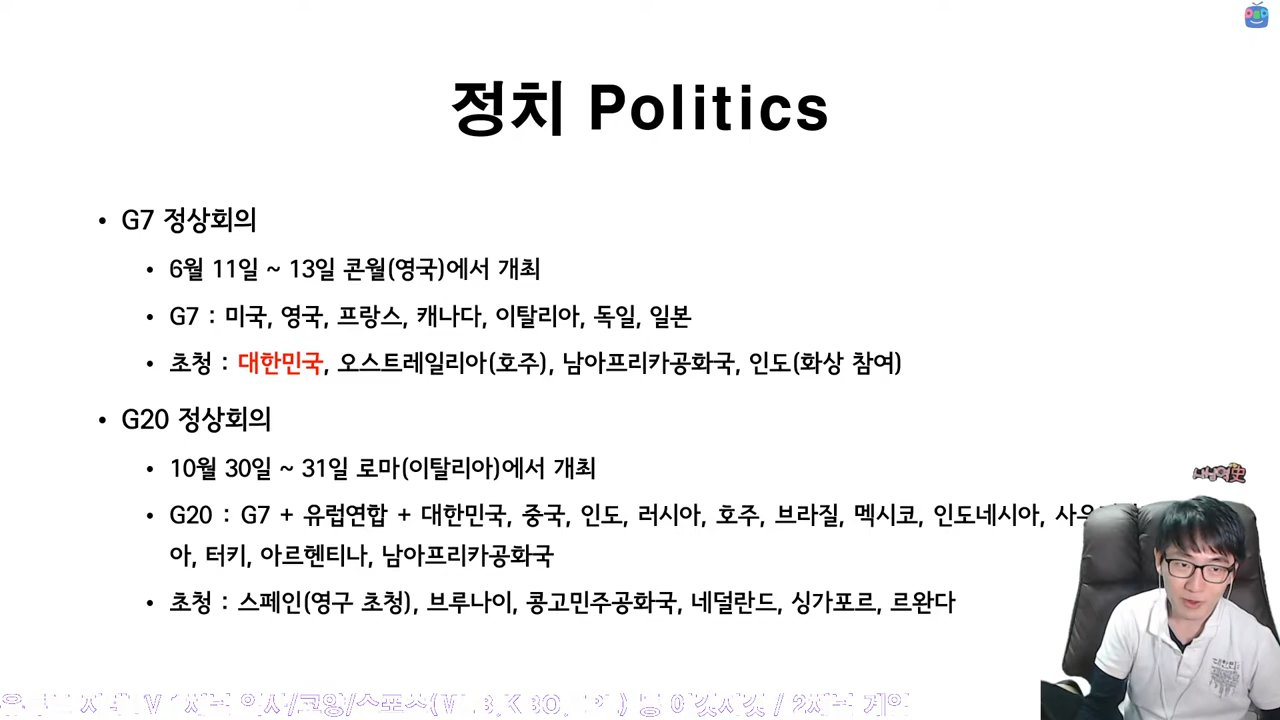 정치 Politics
• G7 정상회의
• 6월 11일 ~ 13일 콘월(영국)에서 개최
• G7 : 미국, 영국, 프랑스, 캐나다, 이탈리아, 독일, 일본
• 초청 : 대한민국, 오스트레일리아(호주), 남아프리카공화국, 인도(화상 참여)
• G20 정상회의
• 10월 30일 ~ 31일 로마(이탈리아)에서 개최
• G20 : G7 + 유럽연합 + 대한민국, 중국, 인도, 러시아, 호주, 브라질, 멕시코, 인도네시아,
아, 터키, 아르헨티나, 남아프리카공화국
• 초청 : 스페인(영구 초청), 브루나이, 콩고민주공화국, 네덜란드, 싱가포르, 르완다